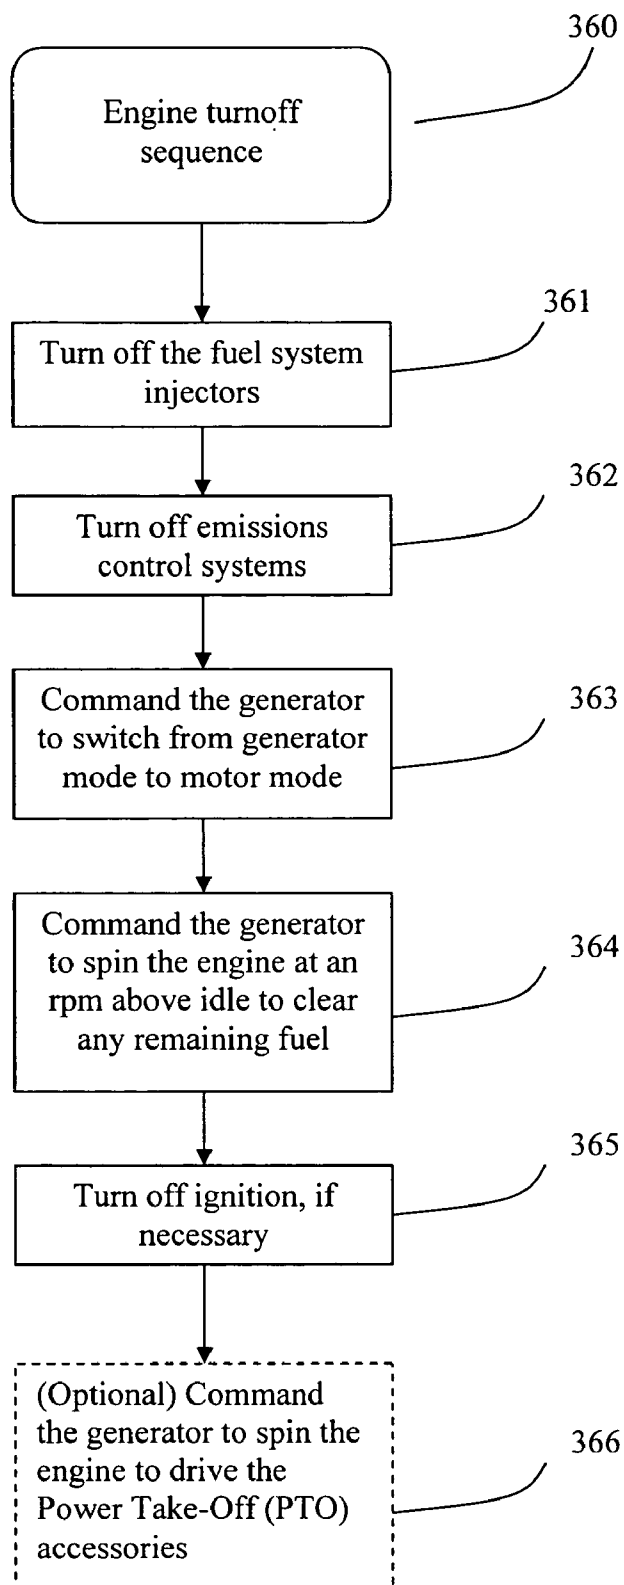 360
Engine turnoff
sequence
361
Turn off the fuel system
injectors
362
Turn off emissions
control systems
363
Command the generator
to switch from generator
mode to motor mode
364
Command the generator
to spin the engine at an
rpm above idle to clear
any remaining fuel
365
Turn off ignition, if
necessary
366
(Optional) Command
the generator to spin the
engine to drive the
Power Take-Off (PTO)
accessories